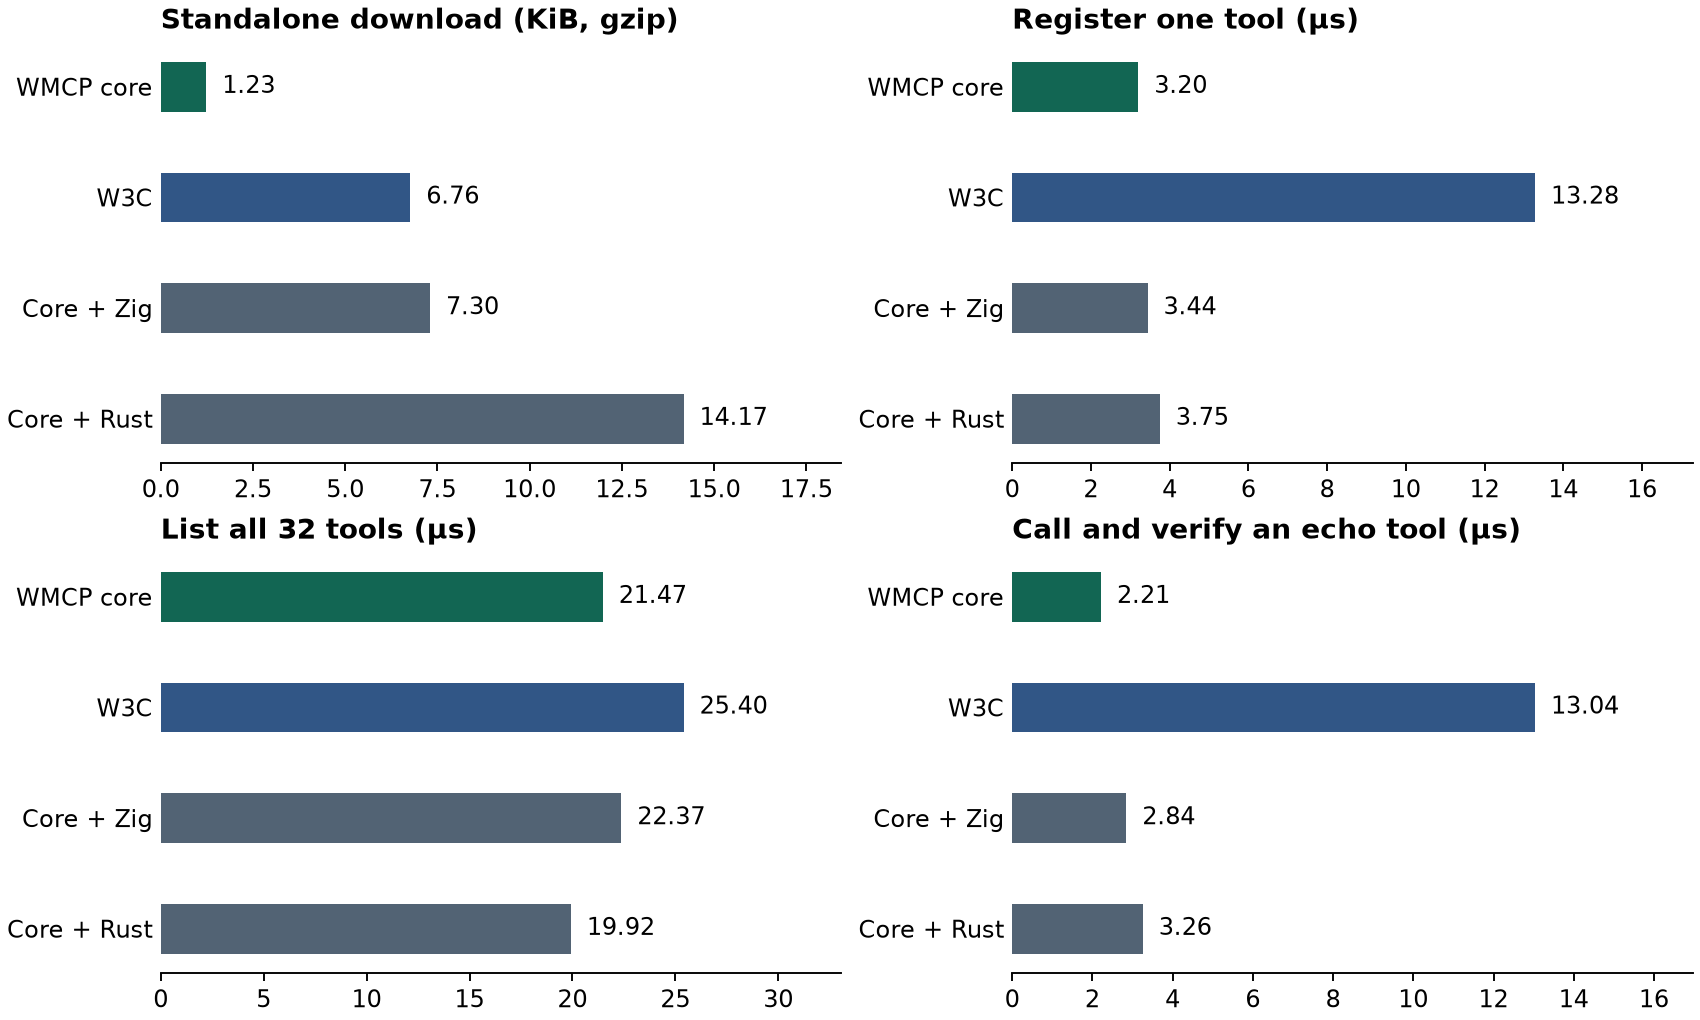 Standalone download (KiB, gzip)
WMCP core 1.23
W3C 6.76
Core + Zig 7.30
Core + Rust 14.17
0.0 2.5 5.0 7.5 10.0 12.5 15.0 17.5
Register one tool (µs)
WMCP core 3.20
W3C 13.28
Core + Zig 3.44
Core + Rust 3.75
0 2 4 6 8 10 12 14 16
List all 32 tools (µs)
WMCP core 21.47
W3C 25.40
Core + Zig 22.37
Core + Rust 19.92
0 5 10 15 20 25 30
Call and verify an echo tool (µs)
WMCP core 2.21
W3C 13.04
Core + Zig 2.84
Core + Rust 3.26
0 2 4 6 8 10 12 14 16